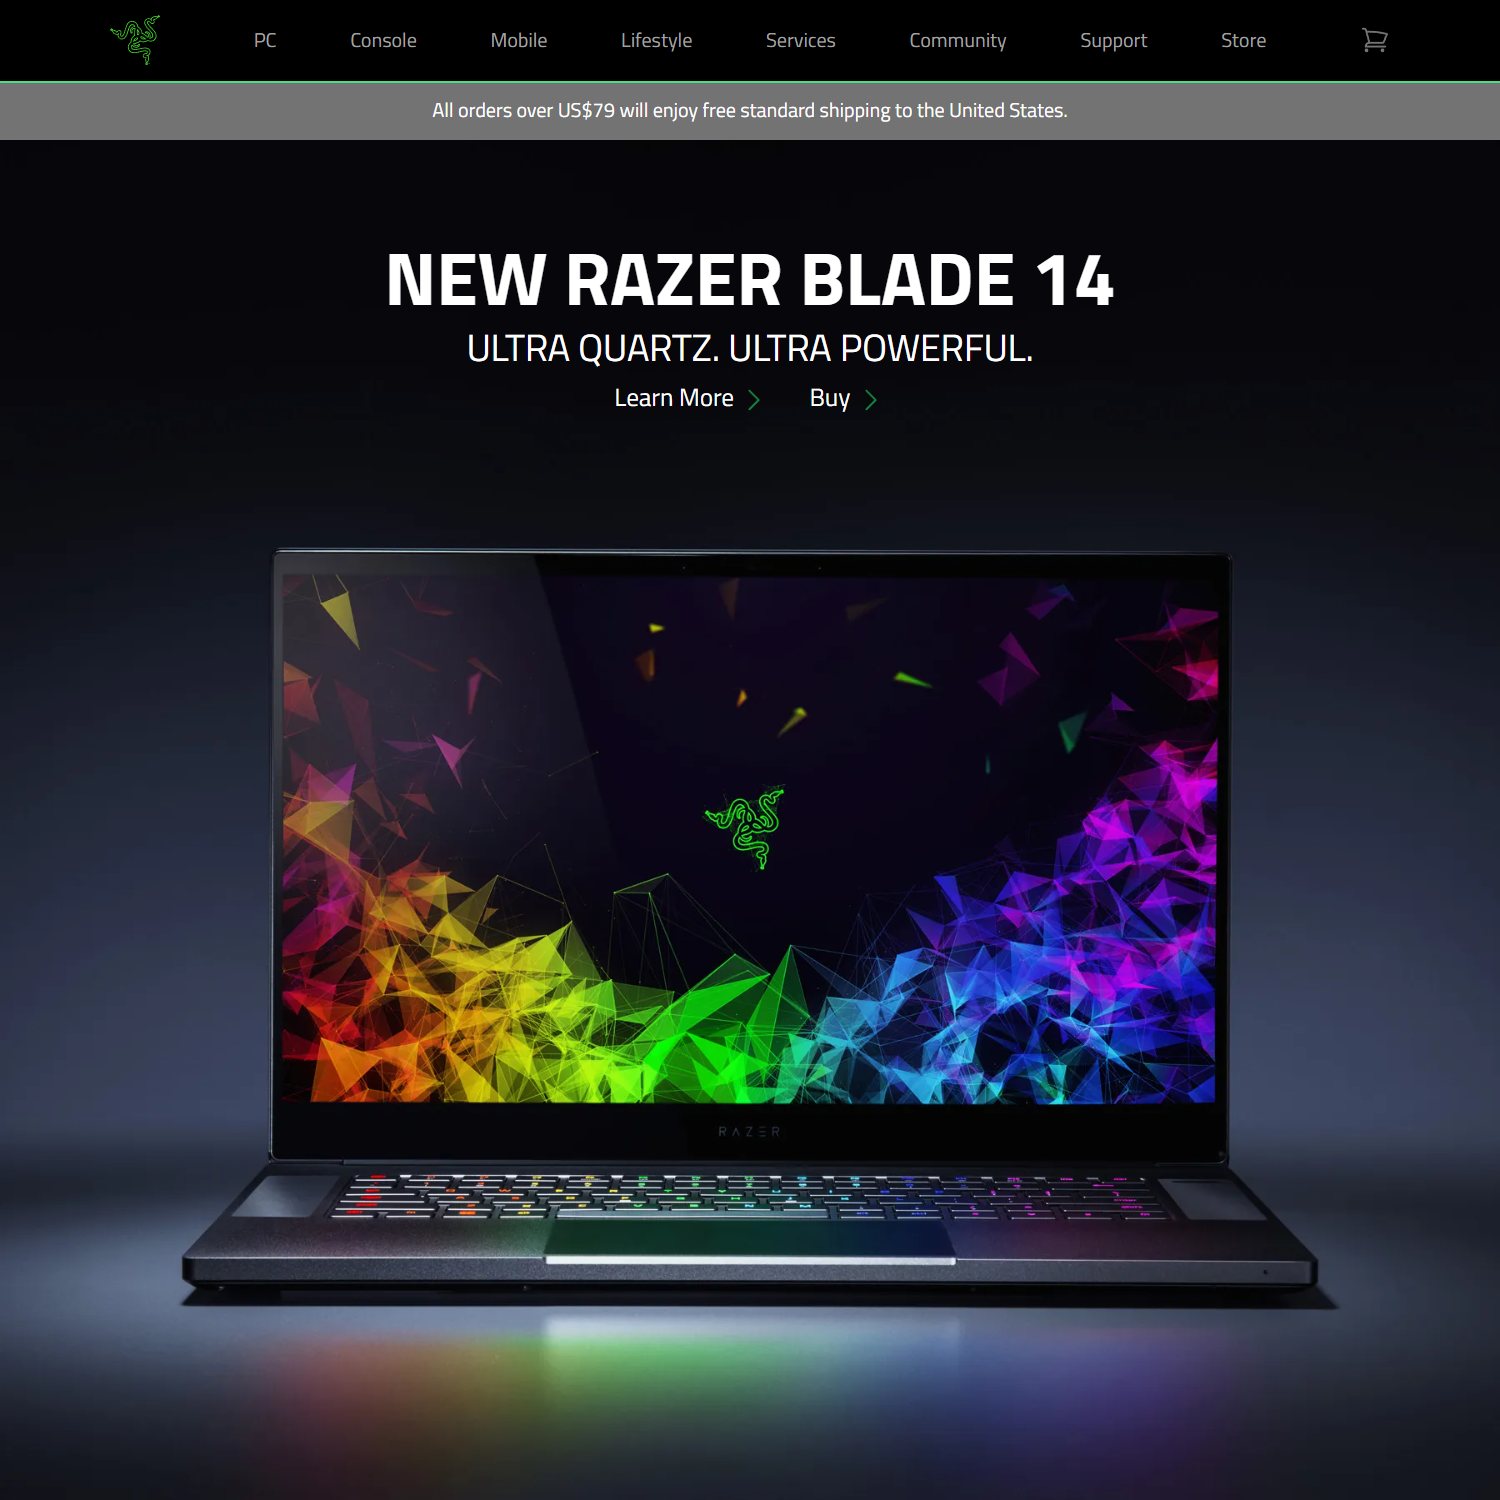 PC Console Mobile Lifestyle Services Community Support Store
All orders over US$79 will enjoy free standard shipping to the United States.
NEW RAZER BLADE 14
ULTRA QUARTZ. ULTRA POWERFUL.
Learn More Buy
RAZER